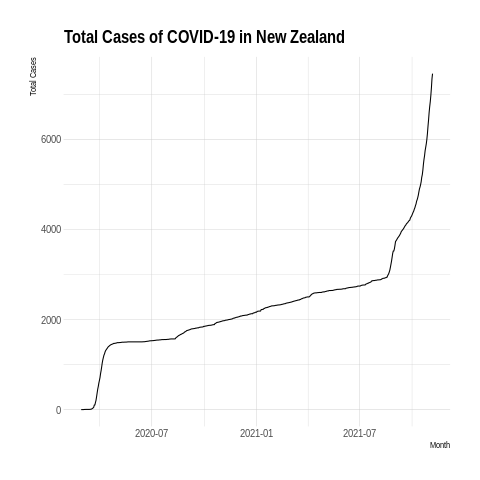 Total Cases of COVID-19 in New Zealand
Total Cases
6000
4000
2000
0
2020-07 2021-01 2021-07
Month